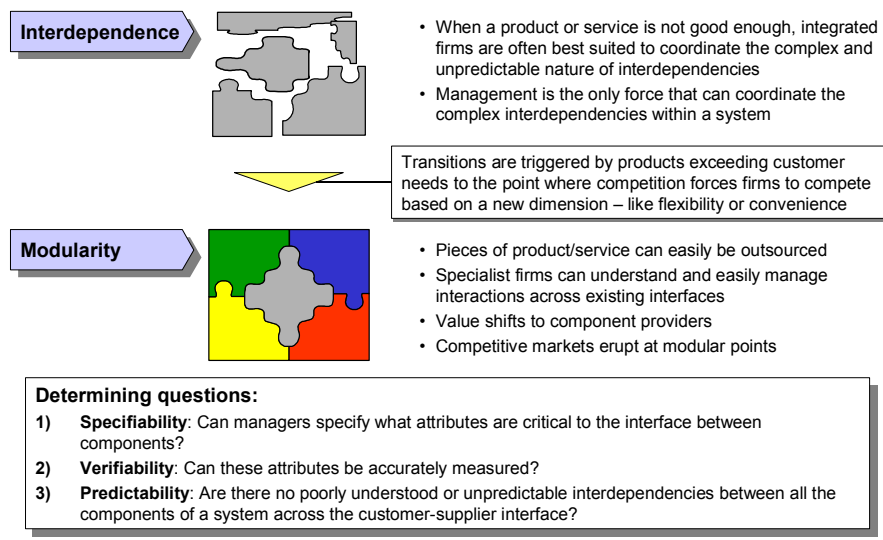 Interdependence
• When a product or service is not good enough, integrated
firms are often best suited to coordinate the complex and
unpredictable nature of interdependencies
• Management is the only force that can coordinate the
complex interdependencies within a system
Transitions are triggered by products exceeding customer
needs to the point where competition forces firms to compete
based on a new dimension – like flexibility or convenience
Modularity
• Pieces of product/service can easily be outsourced
• Specialist firms can understand and easily manage
interactions across existing interfaces
• Value shifts to component providers
• Competitive markets erupt at modular points
Determining questions:
1) Specifiability: Can managers specify what attributes are critical to the interface between
components?
2) Verifiability: Can these attributes be accurately measured?
3) Predictability: Are there no poorly understood or unpredictable interdependencies between all the
components of a system across the customer-supplier interface?